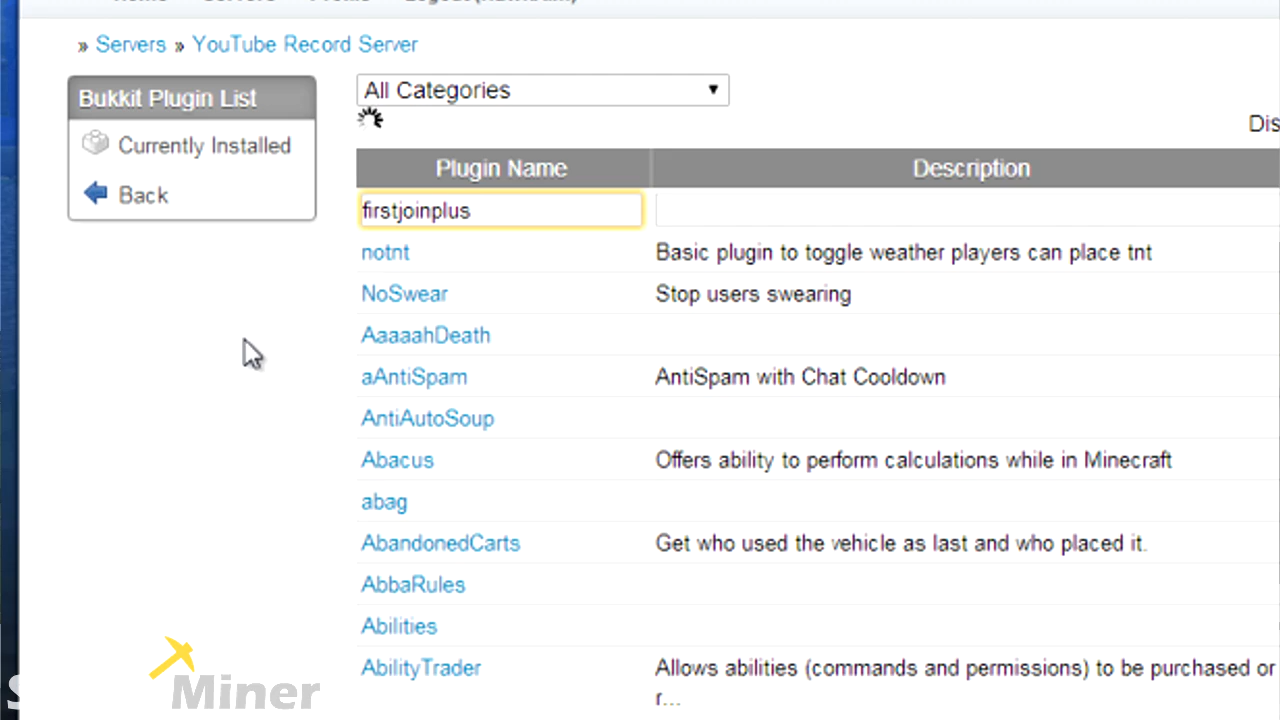 » Servers » YouTube Record Server
Bukkit Plugin List
Currently Installed
Back
All Categories
Plugin Name Description
firstjoinplus
notnt Basic plugin to toggle weather players can place tnt
NoSwear Stop users swearing
AaaaahDeath
aAntiSpam AntiSpam with Chat Cooldown
AntiAutoSoup
Abacus Offers ability to perform calculations while in Minecraft
abag
AbandonedCarts Get who used the vehicle as last and who placed it.
AbbaRules
Abilities
AbilityTrader Allows abilities (commands and permissions) to be purchased or
r...
Miner